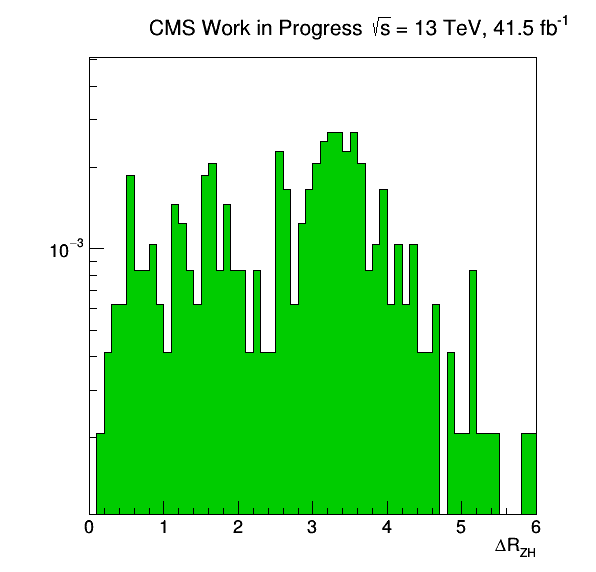 CMS Work in Progress √s = 13 TeV, 41.5 fb⁻¹
10⁻³
0 1 2 3 4 5 6
ΔR_ZH